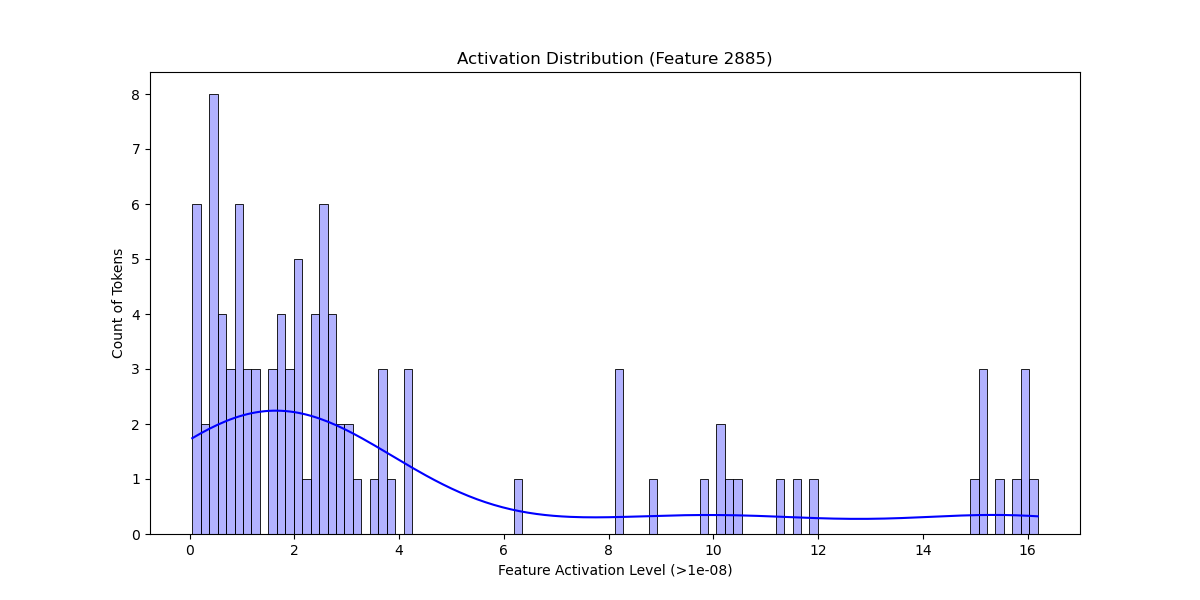 Activation Distribution (Feature 2885)
8
7
6
5
4
3
2
1
0
Count of Tokens
0 2 4 6 8 10 12 14 16
Feature Activation Level (>1e-08)